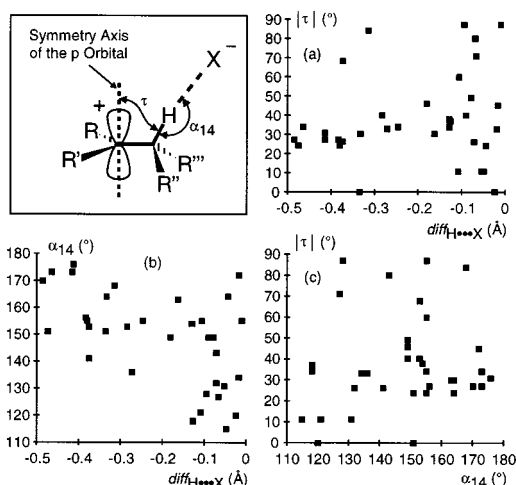 Symmetry Axis
of the p Orbital
X⁻
+
τ
H
α₁₄
R
R'
R'''
R''
|τ| (°)
(a)
90
80
70
60
50
40
30
20
10
0
-0.5 -0.4 -0.3 -0.2 -0.1 0
diff H•••X (Å)
α₁₄ (°)
(b)
180
170
160
150
140
130
120
110
-0.5 -0.4 -0.3 -0.2 -0.1 0
diff H•••X (Å)
|τ| (°)
(c)
90
80
70
60
50
40
30
20
10
0
110 120 130 140 150 160 170 180
α₁₄ (°)